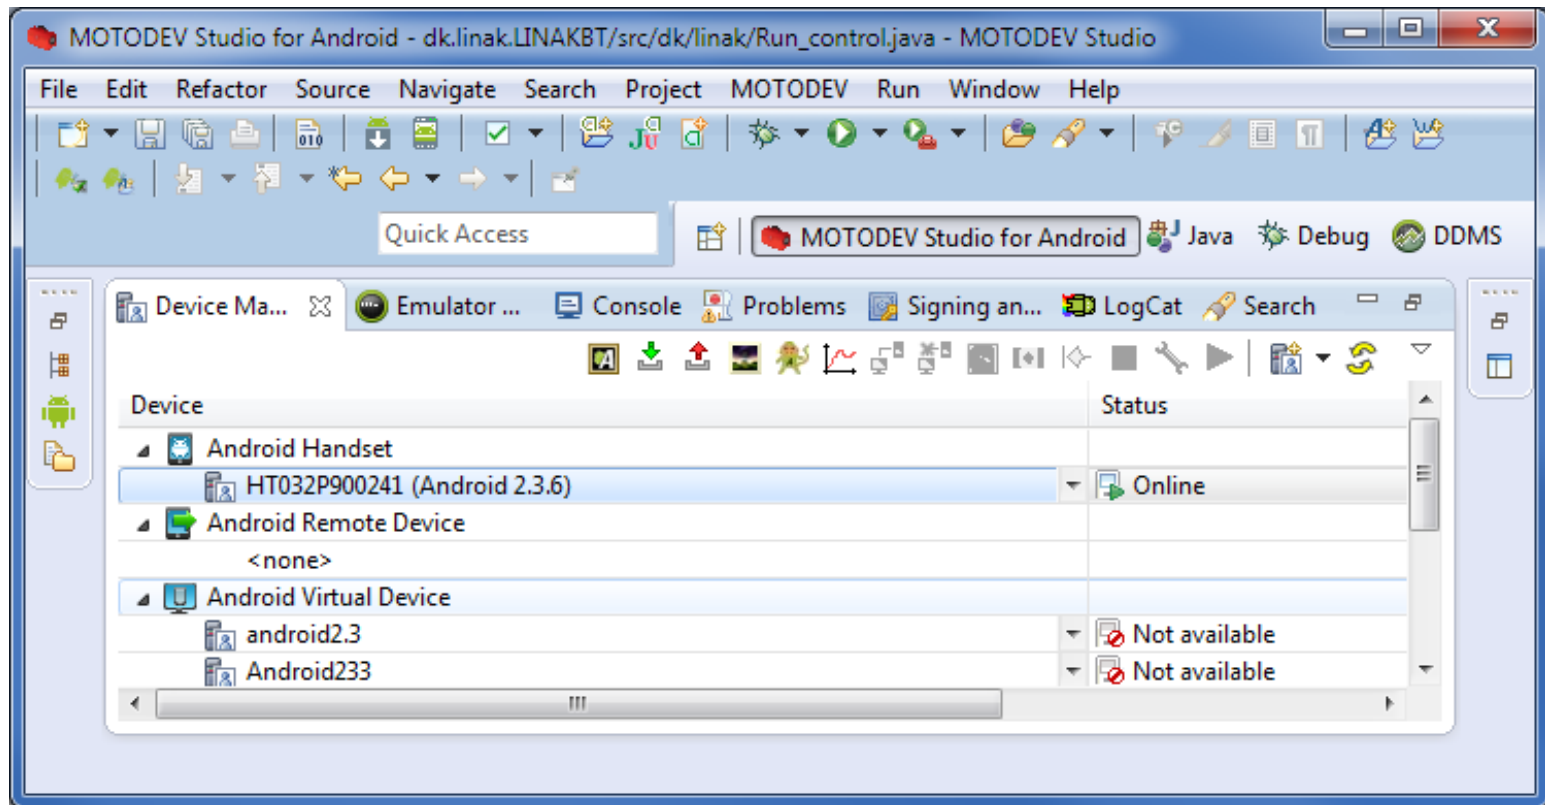 MOTODEV Studio for Android - dk.linak.LINAKBT/src/dk/linak/Run_control.java - MOTODEV Studio
File Edit Refactor Source Navigate Search Project MOTODEV Run Window Help
Quick Access MOTODEV Studio for Android Java Debug DDMS
Device Ma... Emulator ... Console Problems Signing an... LogCat Search
Device Status
Android Handset
HT032P900241 (Android 2.3.6) Online
Android Remote Device
<none>
Android Virtual Device
android2.3 Not available
Android233 Not available